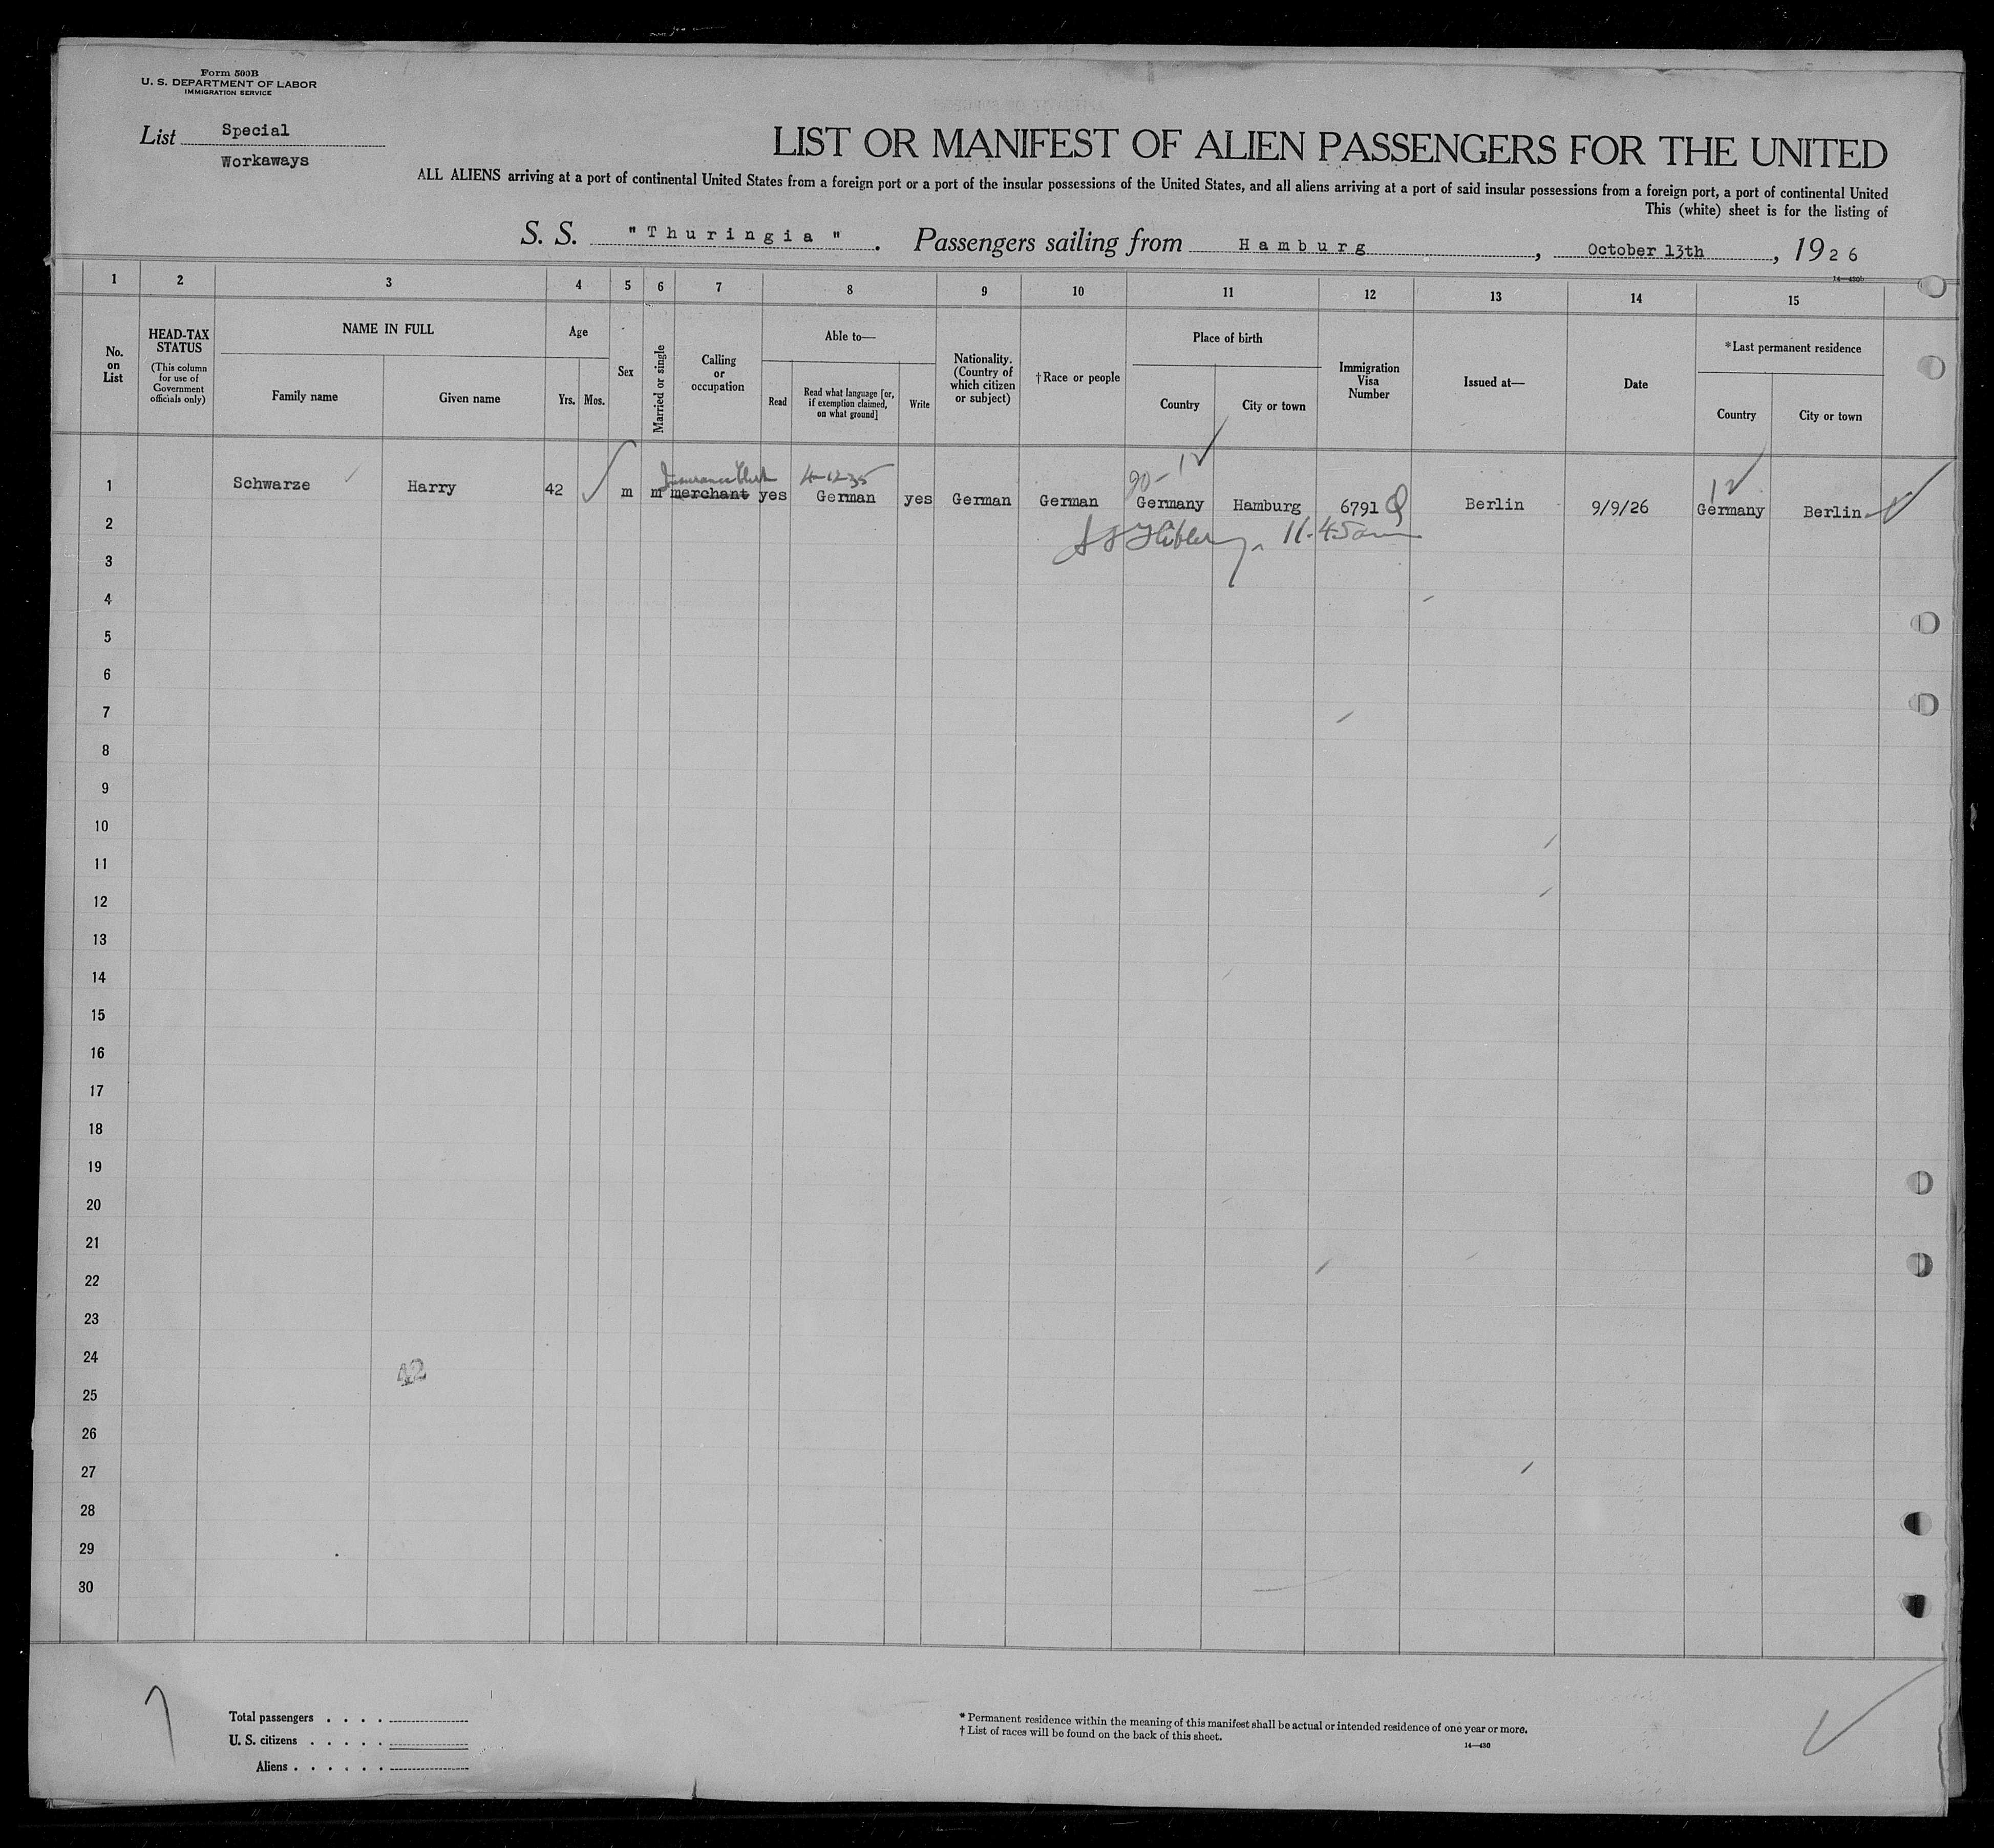 Form 500B
U. S. DEPARTMENT OF LABOR
IMMIGRATION SERVICE
List Special
Workaways
LIST OR MANIFEST OF ALIEN PASSENGERS FOR THE UNITED
ALL ALIENS arriving at a port of continental United States from a foreign port or a port of the insular possessions of the United States, and all aliens arriving at a port of said insular possessions from a foreign port, a port of continental United
This (white) sheet is for the listing of
S. S. "Thuringia". Passengers sailing from Hamburg, October 13th, 1926
14—430b
1 2 3 4 5 6 7 8 9 10 11 12 13 14 15
No. on List
HEAD-TAX STATUS
(This column for use of Government officials only)
NAME IN FULL
Family name
Given name
Age
Yrs. Mos.
Sex
Married or single
Calling or occupation
Able to—
Read
Read what language [or, if exemption claimed, on what ground]
Write
Nationality. (Country of which citizen or subject)
†Race or people
Place of birth
Country
City or town
Immigration Visa Number
Issued at—
Date
*Last permanent residence
Country
City or town
Insurance Clerk 4-12-35 90- 12 12
1 Schwarze Harry 42 m m merchant yes German yes German German Germany Hamburg 6791 Q Berlin 9/9/26 Germany Berlin
2 11.45am
3
4
5
6
7
8
9
10
11
12
13
14
15
16
17
18
19
20
21
22
23
24
42
25
26
27
28
29
30
Total passengers . . . .
U. S. citizens . . . . .
Aliens . . . . . .
* Permanent residence within the meaning of this manifest shall be actual or intended residence of one year or more.
† List of races will be found on the back of this sheet.
14—430